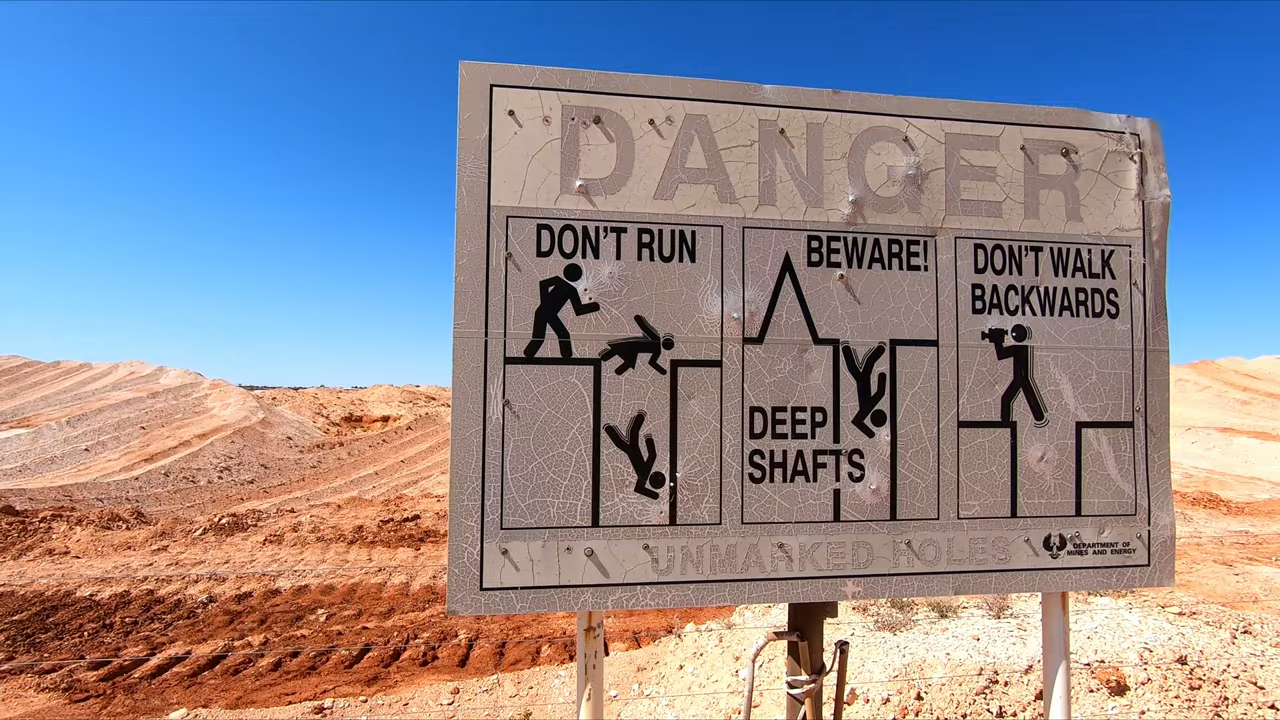 DANGER
DON'T RUN
BEWARE!
DEEP
SHAFTS
DON'T WALK
BACKWARDS
UNMARKED HOLES
DEPARTMENT OF
MINES AND ENERGY